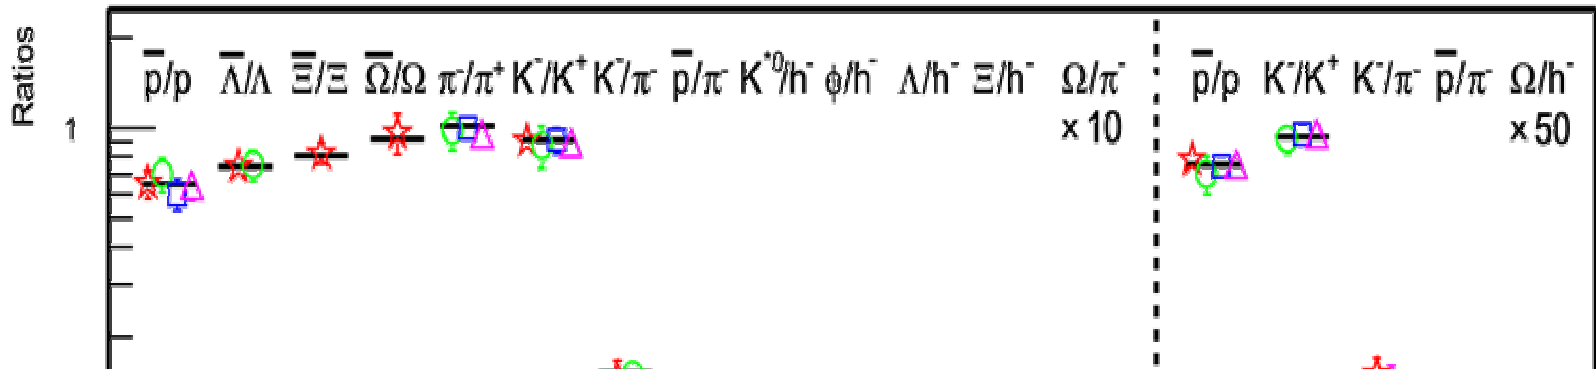 Ratios
p̅/p Λ̅/Λ Ξ̅/Ξ Ω̅/Ω π⁻/π⁺ K⁻/K⁺ K⁻/π⁻ p̅/π⁻ K*⁰/h⁻ ϕ/h⁻ Λ/h⁻ Ξ/h⁻ Ω/π⁻ p̅/p K⁻/K⁺ K⁻/π⁻ p̅/π⁻ Ω/h⁻
1 ×10 ×50